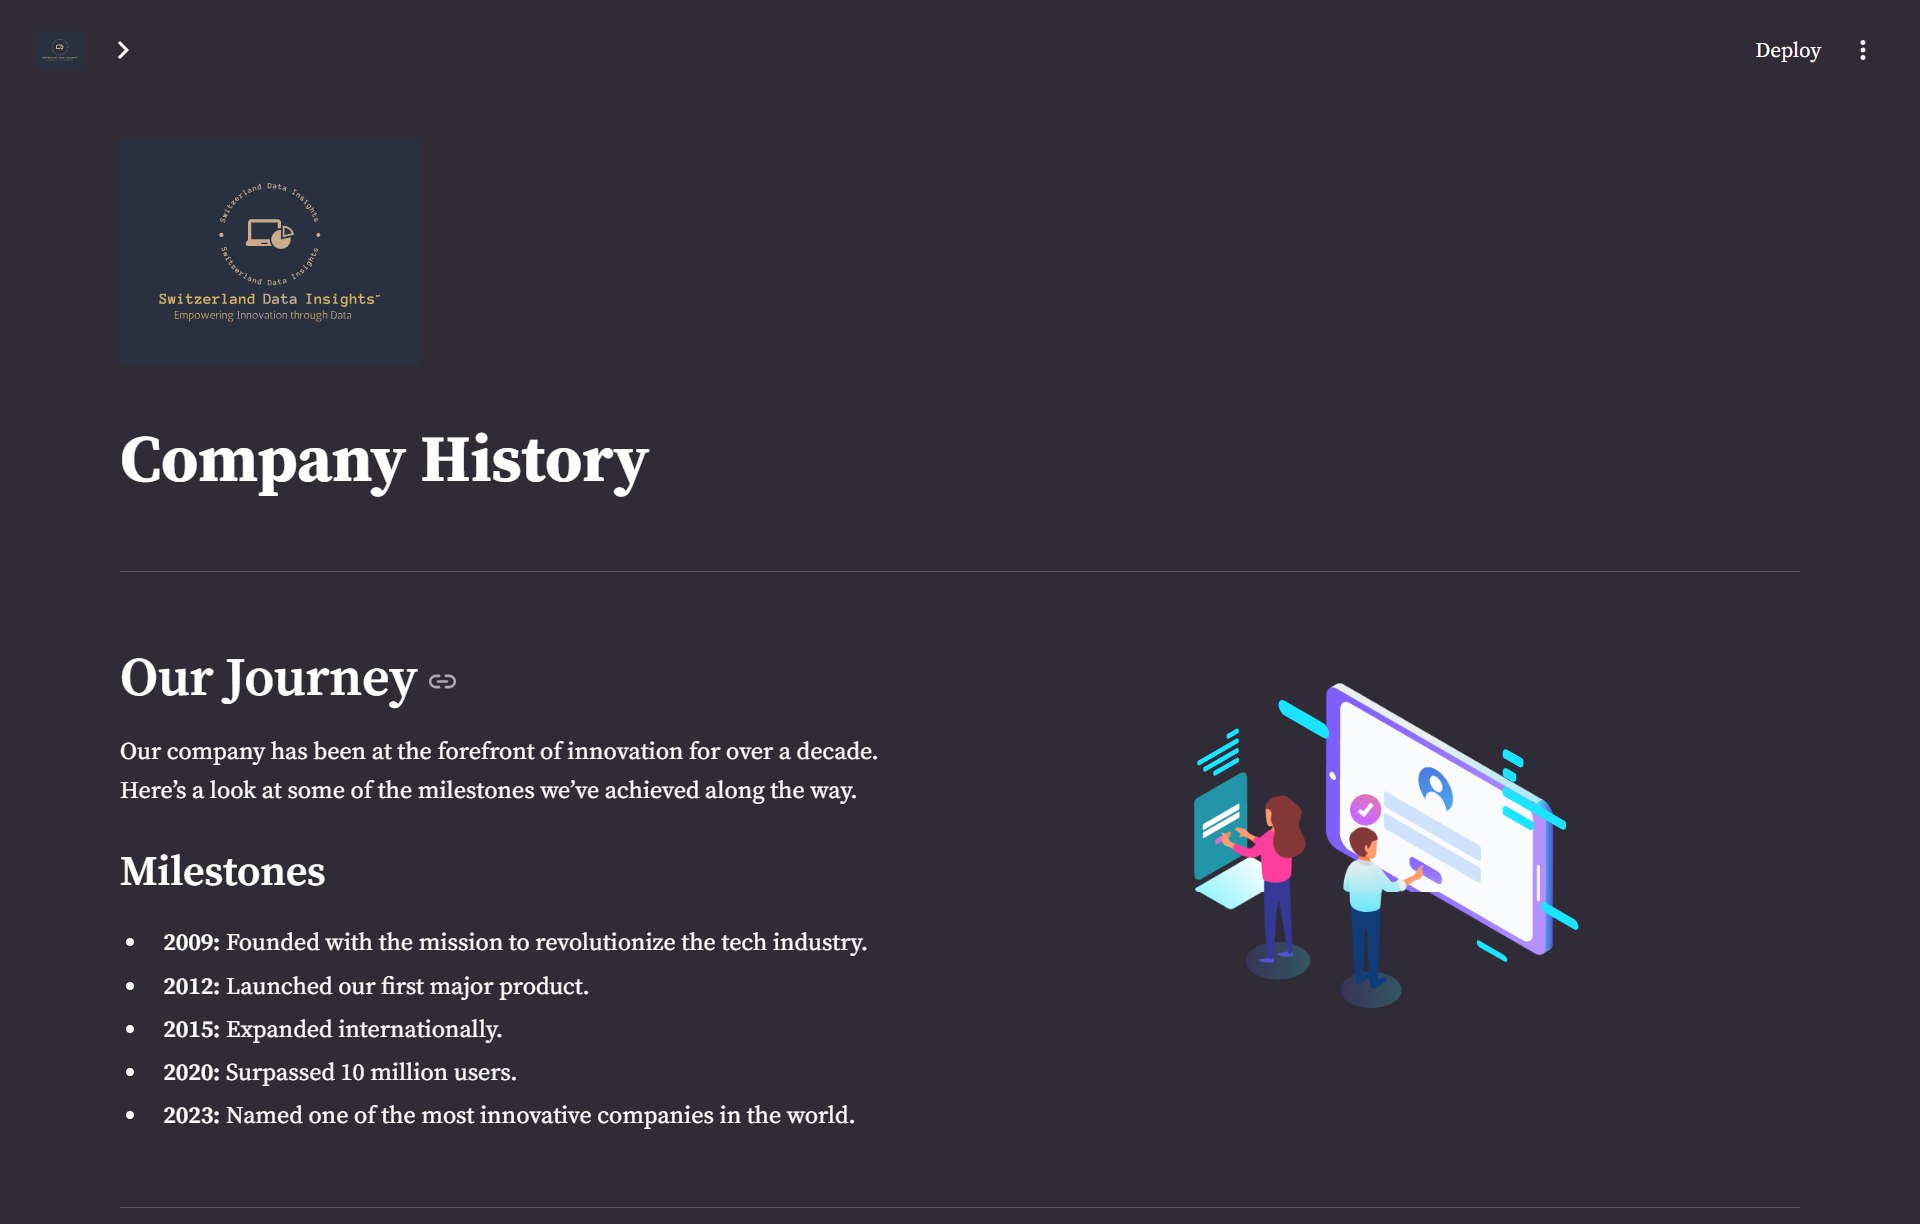 Deploy
Switzerland Data Insights
Switzerland Data Insights
Switzerland Data Insights™
Empowering Innovation through Data
Company History
Our Journey
Our company has been at the forefront of innovation for over a decade.
Here’s a look at some of the milestones we’ve achieved along the way.
Milestones
• 2009: Founded with the mission to revolutionize the tech industry.
• 2012: Launched our first major product.
• 2015: Expanded internationally.
• 2020: Surpassed 10 million users.
• 2023: Named one of the most innovative companies in the world.